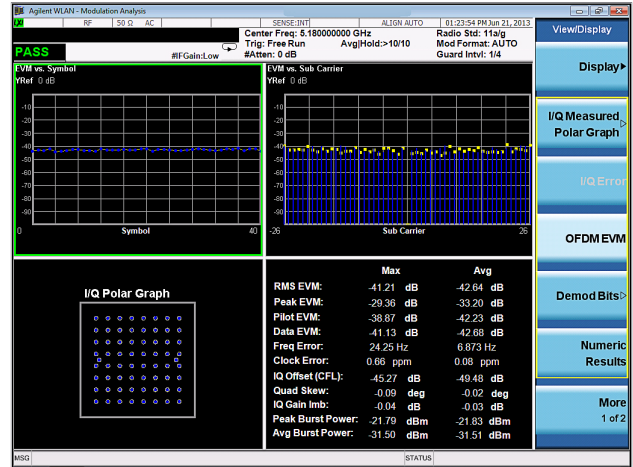 Agilent WLAN - Modulation Analysis
LXI RF 50 Ω AC SENSE:INT ALIGN AUTO 01:23:54 PM Jun 21, 2013
Center Freq: 5.180000000 GHz Radio Std: 11a/g
PASS Trig: Free Run Avg|Hold:>10/10 Mod Format: AUTO
#IFGain:Low #Atten: 0 dB Guard Intvl: 1/4
View/Display
Display
I/Q Measured
Polar Graph
I/Q Error
OFDM EVM
Demod Bits
Numeric
Results
More
1 of 2
EVM vs. Symbol
YRef 0 dB
-10
-20
-30
-40
-50
-60
-70
-80
-90
0 Symbol 40
EVM vs. Sub Carrier
YRef 0 dB
-10
-20
-30
-40
-50
-60
-70
-80
-90
-26 Sub Carrier 26
I/Q Polar Graph
Max Avg
RMS EVM: -41.21 dB -42.64 dB
Peak EVM: -29.36 dB -33.20 dB
Pilot EVM: -38.87 dB -42.23 dB
Data EVM: -41.13 dB -42.68 dB
Freq Error: 24.25 Hz 6.873 Hz
Clock Error: 0.66 ppm 0.08 ppm
IQ Offset (CFL): -45.27 dB -49.48 dB
Quad Skew: -0.09 deg -0.02 deg
IQ Gain Imb: -0.04 dB -0.03 dB
Peak Burst Power: -21.79 dBm -21.83 dBm
Avg Burst Power: -31.50 dBm -31.51 dBm
MSG STATUS